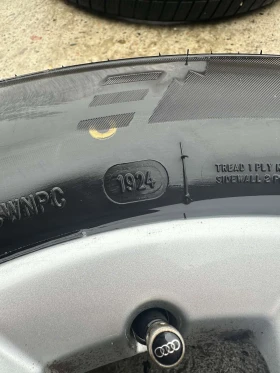 WNPC
1924
TREAD 1 PLY
SIDEWALL 2 P